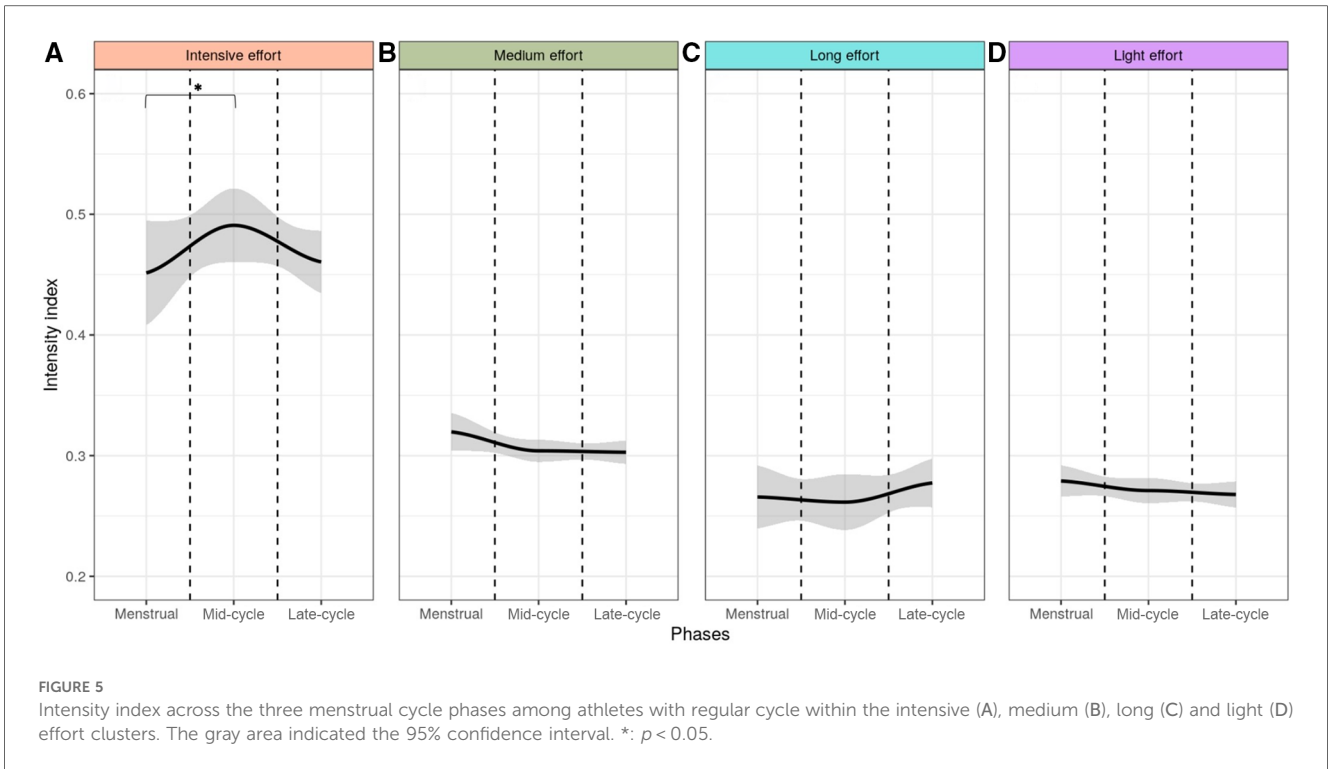 A Intensive effort B Medium effort C Long effort D Light effort
*
0.6
0.5
0.4
0.3
0.2
Intensity index
Menstrual Mid-cycle Late-cycle Menstrual Mid-cycle Late-cycle Menstrual Mid-cycle Late-cycle Menstrual Mid-cycle Late-cycle
Phases
FIGURE 5
Intensity index across the three menstrual cycle phases among athletes with regular cycle within the intensive (A), medium (B), long (C) and light (D)
effort clusters. The gray area indicated the 95% confidence interval. *: p < 0.05.